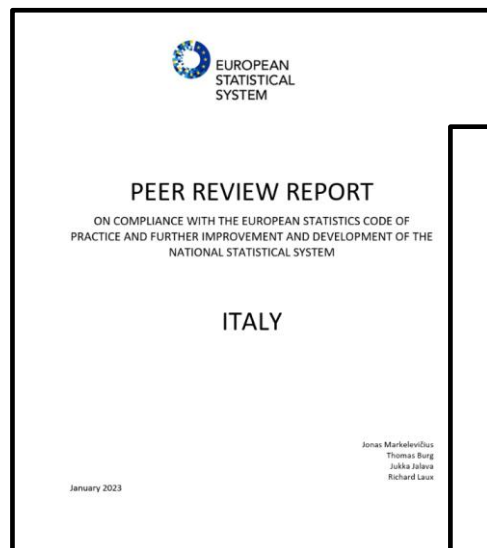 EUROPEAN
STATISTICAL
SYSTEM
PEER REVIEW REPORT
ON COMPLIANCE WITH THE EUROPEAN STATISTICS CODE OF
PRACTICE AND FURTHER IMPROVEMENT AND DEVELOPMENT OF THE
NATIONAL STATISTICAL SYSTEM
ITALY
Jonas Markelevičius
Thomas Burg
Jukka Jalava
Richard Laux
January 2023